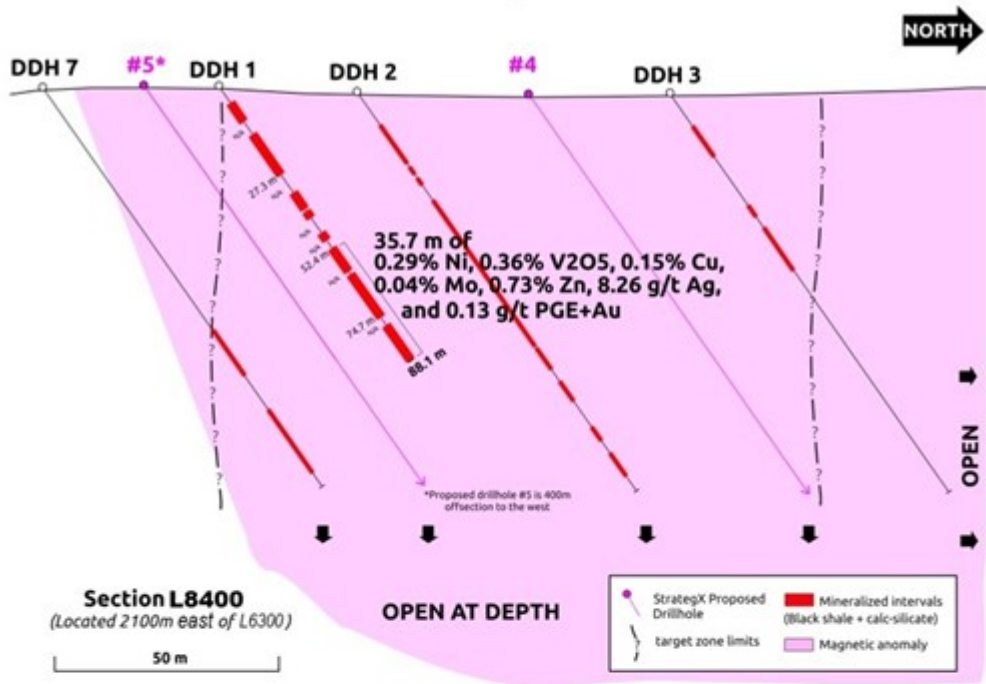 NORTH
DDH 7
#5*
DDH 1
DDH 2
#4
DDH 3
n/a
27.3 m
n/a
n/a
n/a
52.4 m
n/a
74.7 m
n/a
88.1 m
35.7 m of
0.29% Ni, 0.36% V2O5, 0.15% Cu,
0.04% Mo, 0.73% Zn, 8.26 g/t Ag,
and 0.13 g/t PGE+Au
? ? ? ? ? ? ? ?
? ? ? ? ? ? ? ?
*Proposed drillhole #5 is 400m
offsection to the west
OPEN
OPEN AT DEPTH
Section L8400
(Located 2100m east of L6300)
50 m
StrategX Proposed
Drillhole
target zone limits
Mineralized intervals
(Black shale + calc-silicate)
Magnetic anomaly